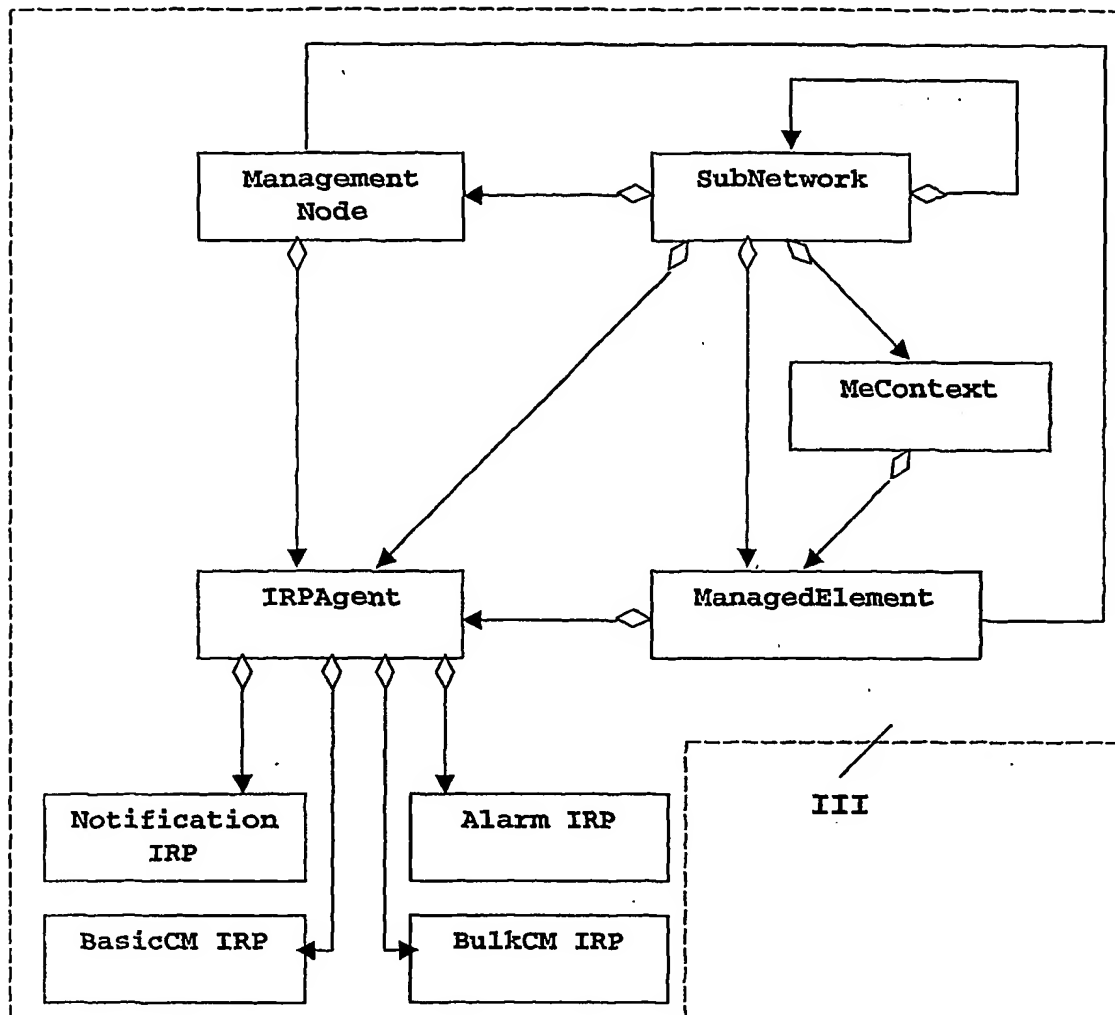 Management
Node
SubNetwork
MeContext
IRPAgent
ManagedElement
III
Notification
IRP
Alarm IRP
BasicCM IRP
BulkCM IRP